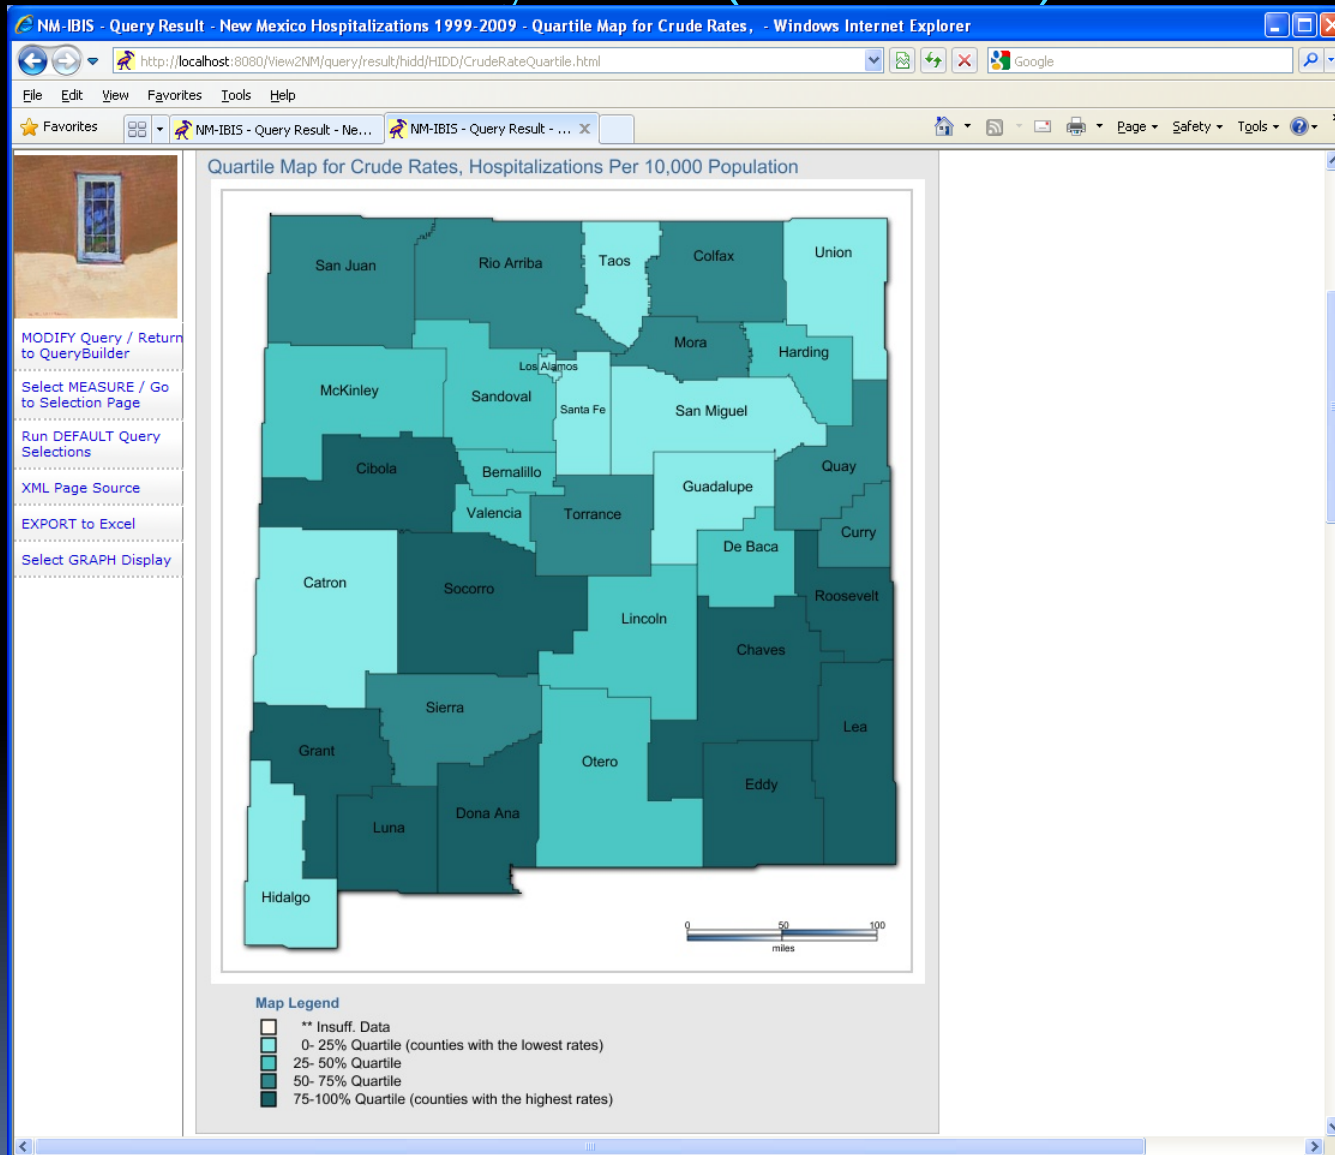 NM-IBIS - Query Result - New Mexico Hospitalizations 1999-2009 - Quartile Map for Crude Rates, - Windows Internet Explorer
http://localhost:8080/View2NM/query/result/hidd/HIDD/CrudeRateQuartile.html
Google
File Edit View Favorites Tools Help
Favorites
NM-IBIS - Query Result - Ne...
NM-IBIS - Query Result - ...
Page Safety Tools
MODIFY Query / Return
to QueryBuilder
Select MEASURE / Go
to Selection Page
Run DEFAULT Query
Selections
XML Page Source
EXPORT to Excel
Select GRAPH Display
Quartile Map for Crude Rates, Hospitalizations Per 10,000 Population
San Juan
Rio Arriba
Taos
Colfax
Union
Mora
Harding
Los Alamos
McKinley
Sandoval
Santa Fe
San Miguel
Cibola
Bernalillo
Guadalupe
Quay
Valencia
Torrance
Curry
De Baca
Catron
Socorro
Roosevelt
Lincoln
Chaves
Sierra
Lea
Grant
Otero
Eddy
Luna
Dona Ana
Hidalgo
0 50 100
miles
Map Legend
** Insuff. Data
0- 25% Quartile (counties with the lowest rates)
25- 50% Quartile
50- 75% Quartile
75-100% Quartile (counties with the highest rates)